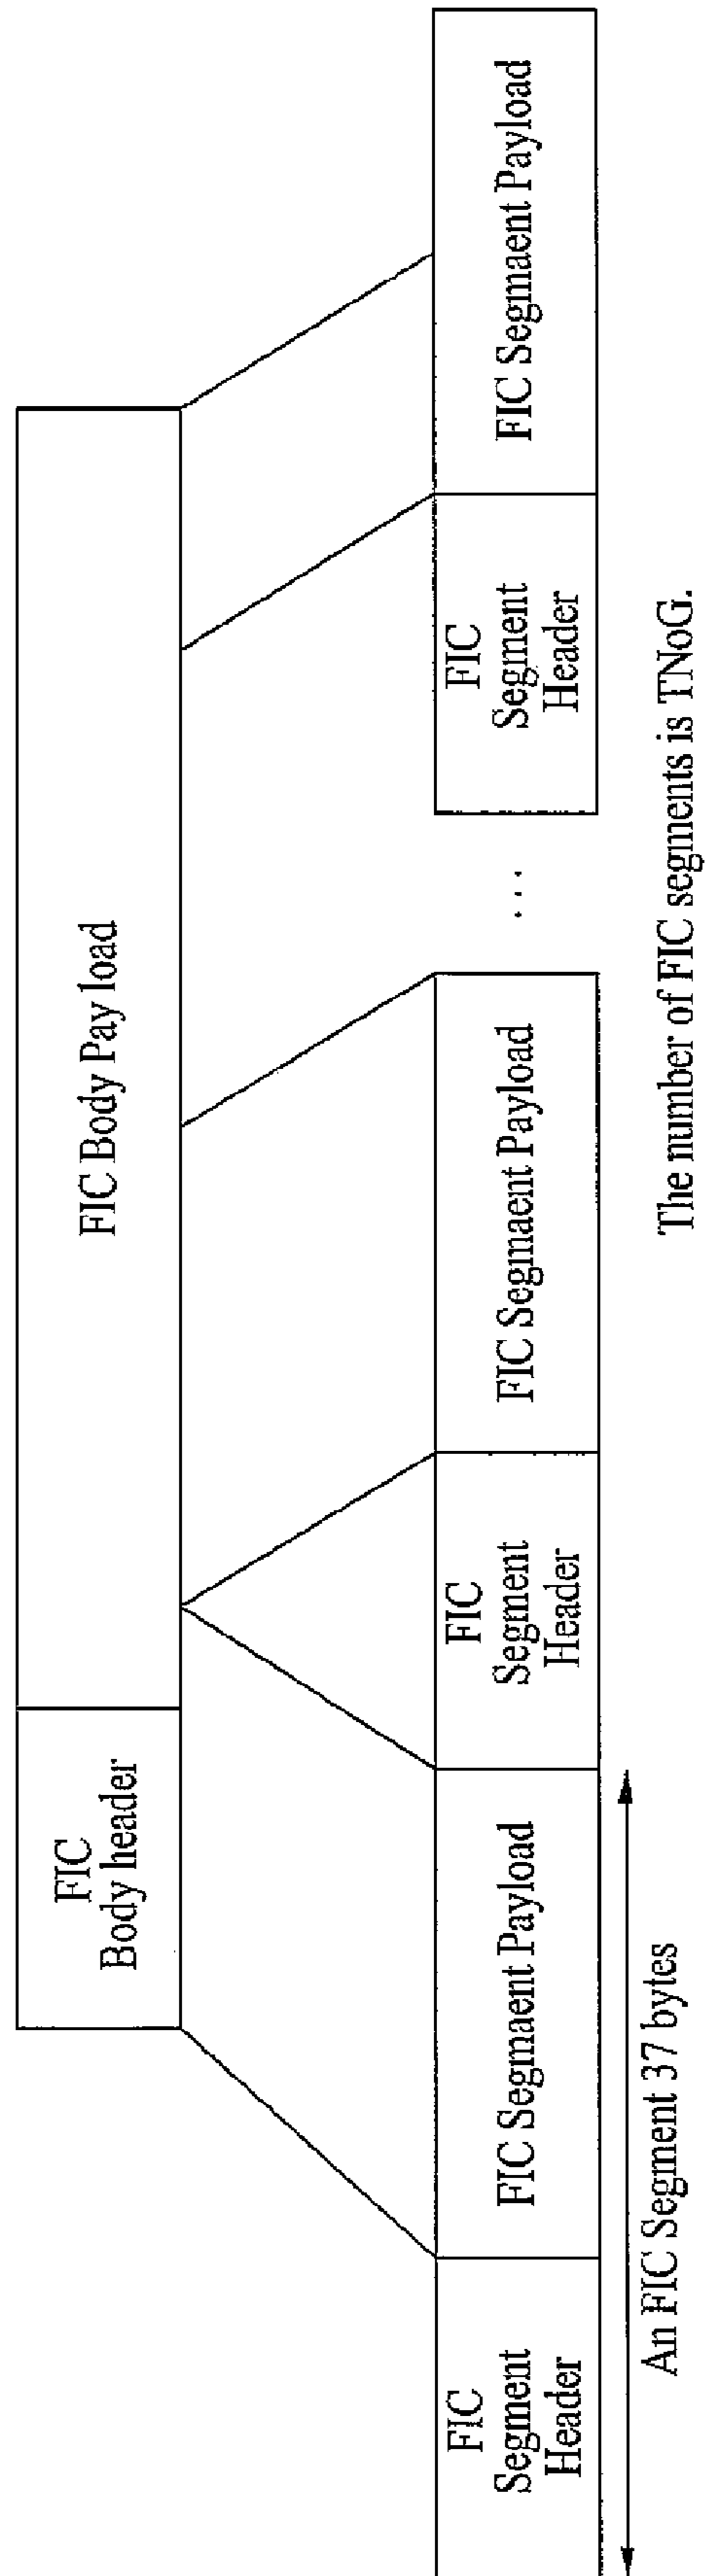 FIC
Body header
FIC Body Pay load
FIC
Segment
Header
FIC Segmaent Payload
FIC
Segment
Header
FIC Segmaent Payload
...
FIC
Segment
Header
FIC Segmaent Payload
An FIC Segment 37 bytes
The number of FIC segments is TNoG.